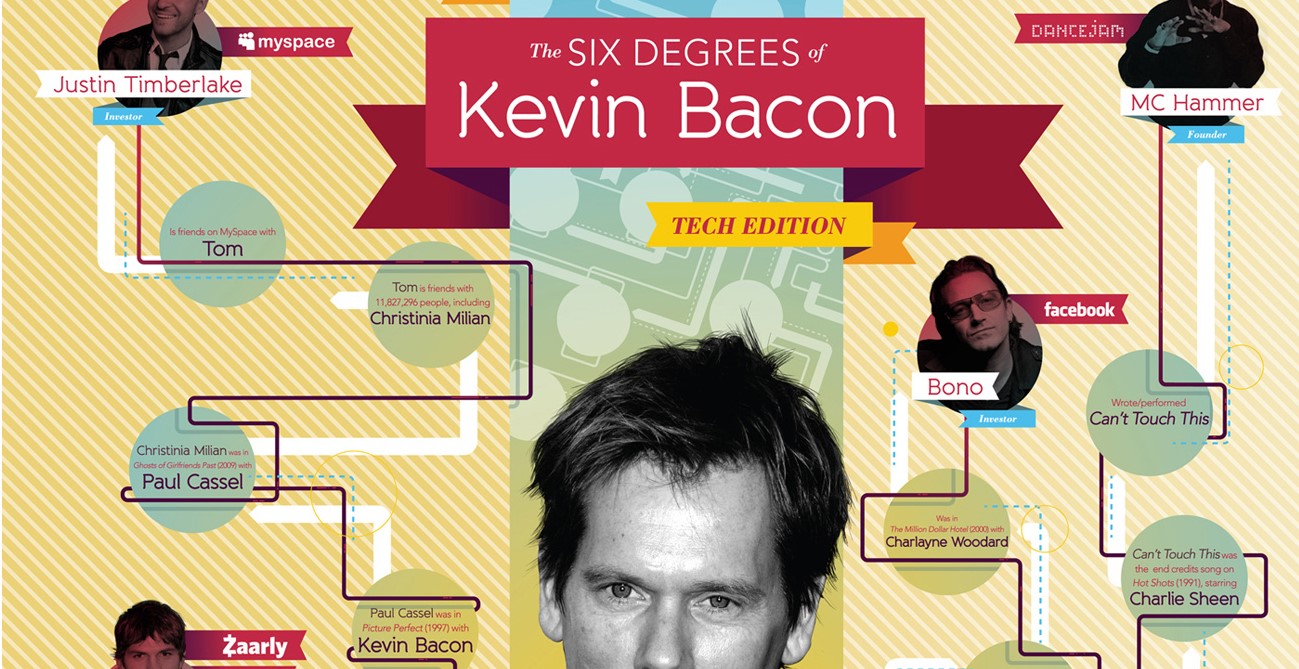 The SIX DEGREES of
Kevin Bacon
TECH EDITION
myspace
Justin Timberlake
Investor
Is friends on MySpace with
Tom
Tom is friends with
11,827,296 people, including
Christinia Milian
Christinia Milian was in
Ghosts of Girlfriends Past (2009) with
Paul Cassel
Paul Cassel was in
Picture Perfect (1997) with
Kevin Bacon
Zaarly
DANCEJAM
MC Hammer
Founder
Wrote/performed
Can't Touch This
Can't Touch This was
the end credits song on
Hot Shots (1991), starring
Charlie Sheen
facebook
Bono
Investor
Was in
The Million Dollar Hotel (2000) with
Charlayne Woodard